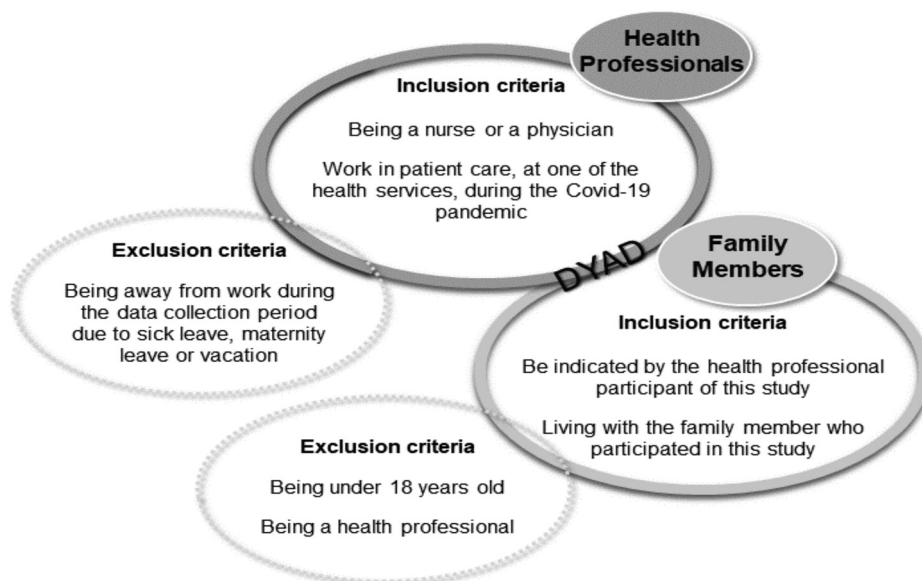 Health
Professionals
Inclusion criteria
Being a nurse or a physician
Work in patient care, at one of the
health services, during the Covid-19
pandemic
Exclusion criteria
Being away from work during
the data collection period
due to sick leave, maternity
leave or vacation
DYAD
Family
Members
Inclusion criteria
Be indicated by the health professional
participant of this study
Living with the family member who
participated in this study
Exclusion criteria
Being under 18 years old
Being a health professional